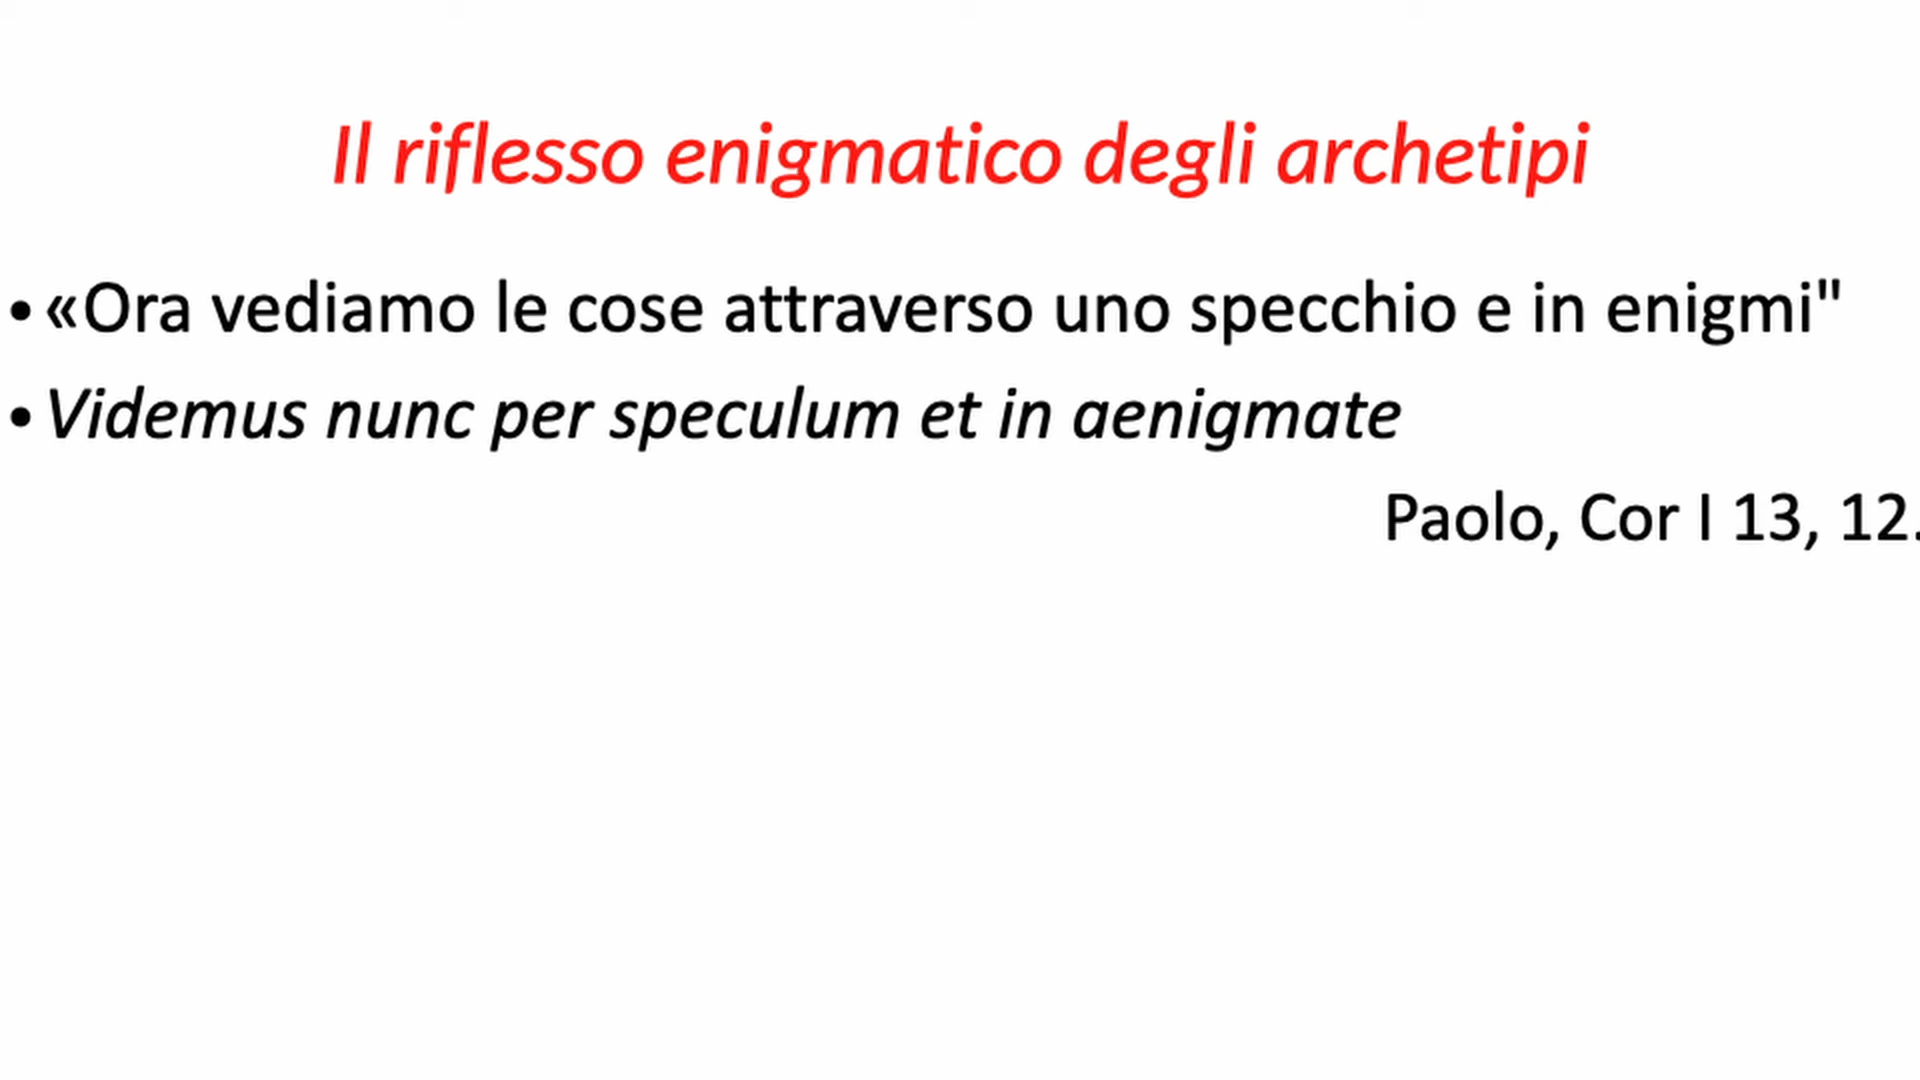 Il riflesso enigmatico degli archetipi
• «Ora vediamo le cose attraverso uno specchio e in enigmi"
• Videmus nunc per speculum et in aenigmate
Paolo, Cor I 13, 12.